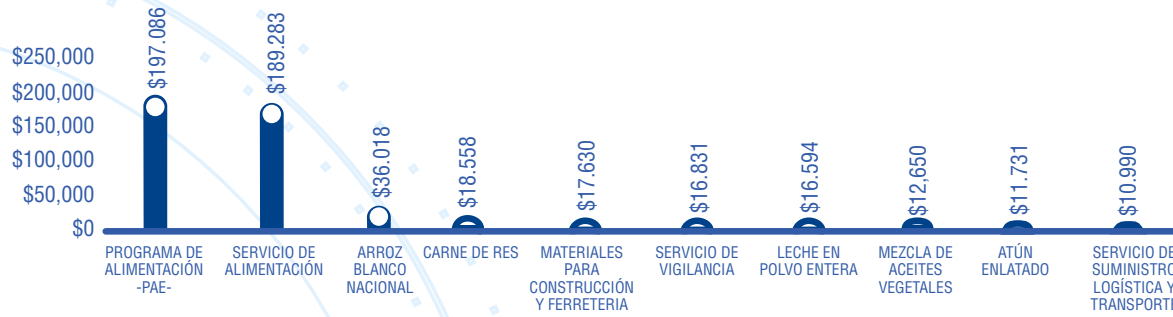 $250,000
$200,000
$150,000
$100,000
$50,000
$0
$197.086
$189.283
$36.018
$18.558
$17.630
$16.831
$16.594
$12,650
$11.731
$10.990
PROGRAMA DE
ALIMENTACIÓN
-PAE-
SERVICIO DE
ALIMENTACIÓN
ARROZ
BLANCO
NACIONAL
CARNE DE RES
MATERIALES
PARA
CONSTRUCCIÓN
Y FERRETERIA
SERVICIO DE
VIGILANCIA
LECHE EN
POLVO ENTERA
MEZCLA DE
ACEITES
VEGETALES
ATÚN
ENLATADO
SERVICIO DE
SUMINISTRO
LOGÍSTICA Y
TRANSPORTE